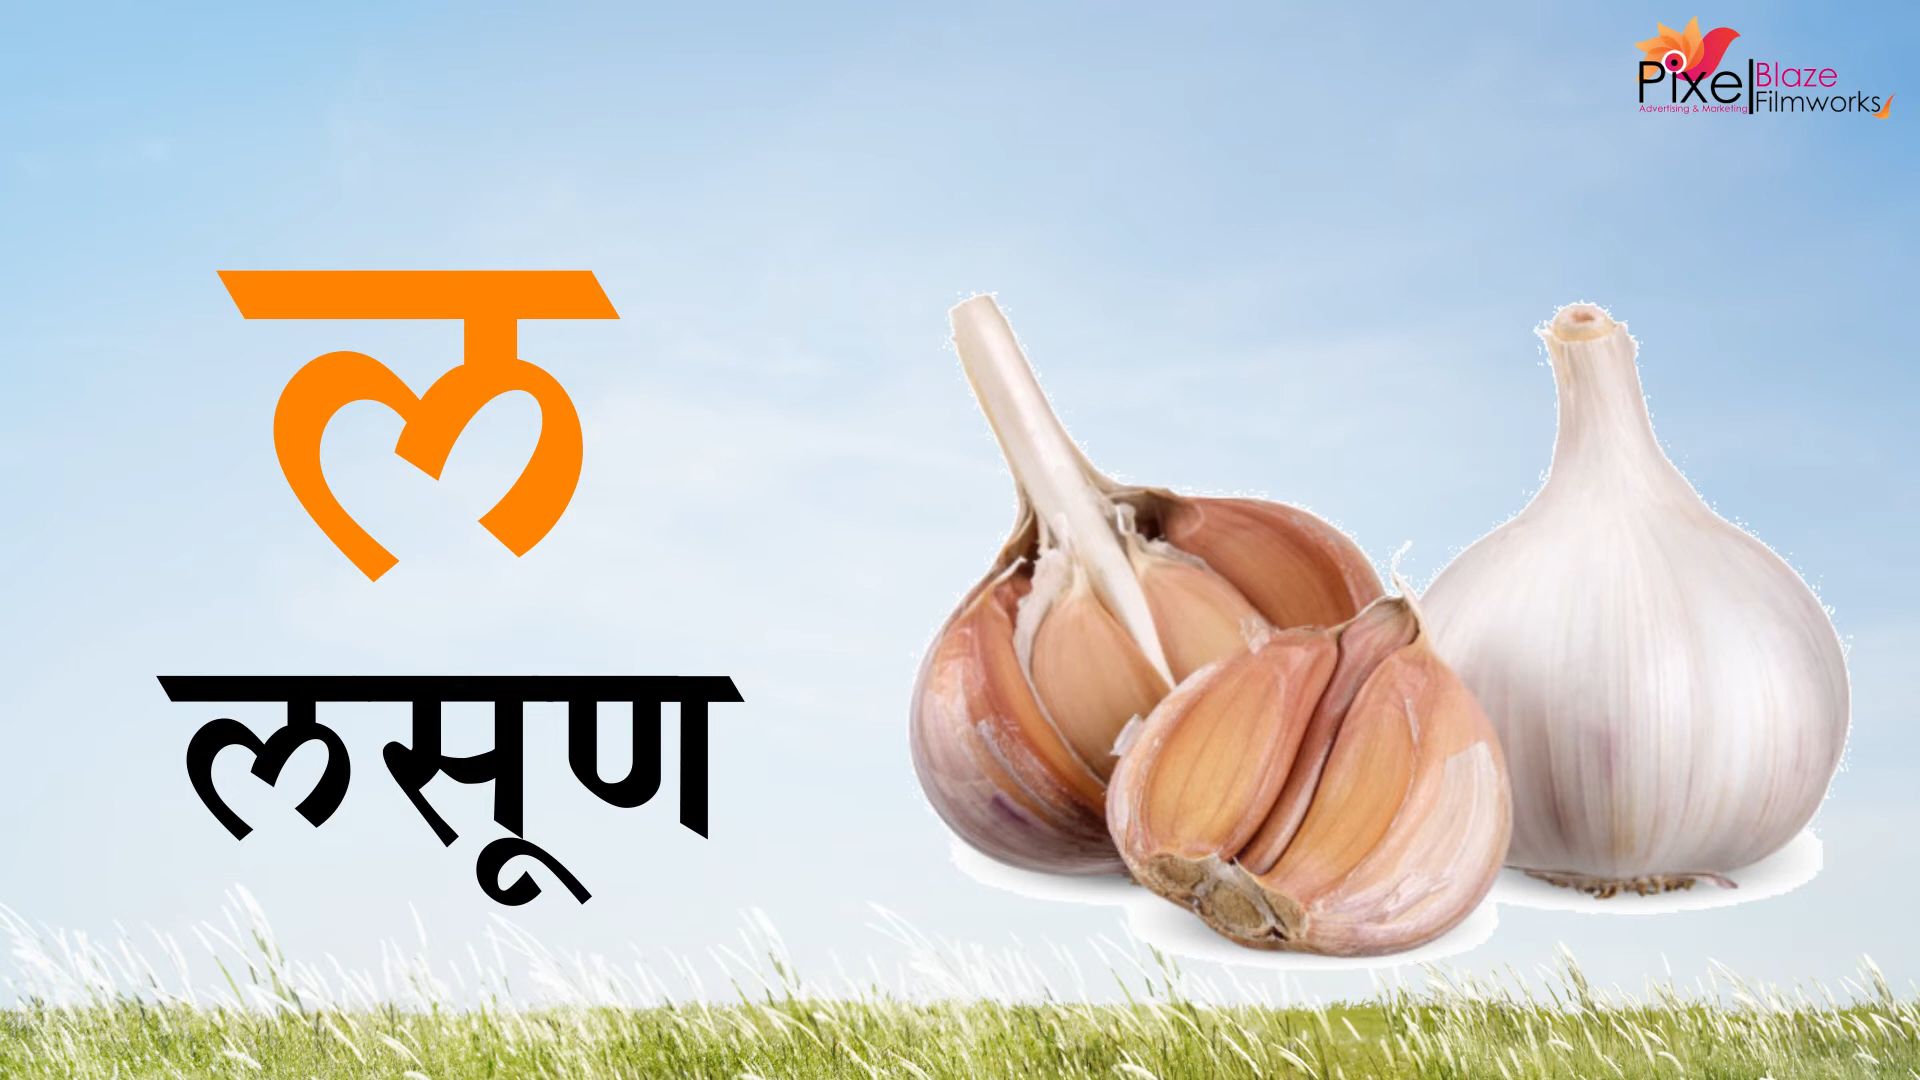 Pixel Blaze
Advertising & Marketing Filmworks
ल
लसूण